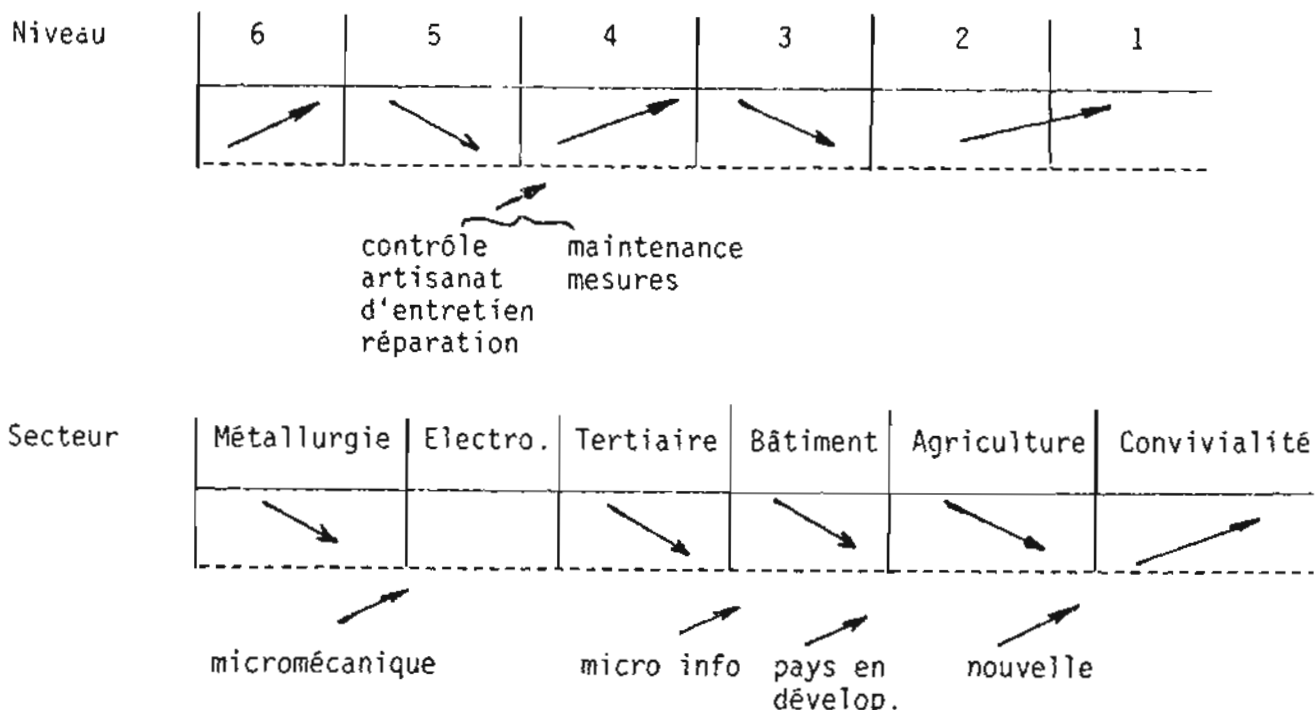 Niveau 6 5 4 3 2 1
contrôle maintenance
artisanat mesures
d'entretien
réparation
Secteur Métallurgie Electro. Tertiaire Bâtiment Agriculture Convivialité
micromécanique micro info pays en nouvelle
dévelop.